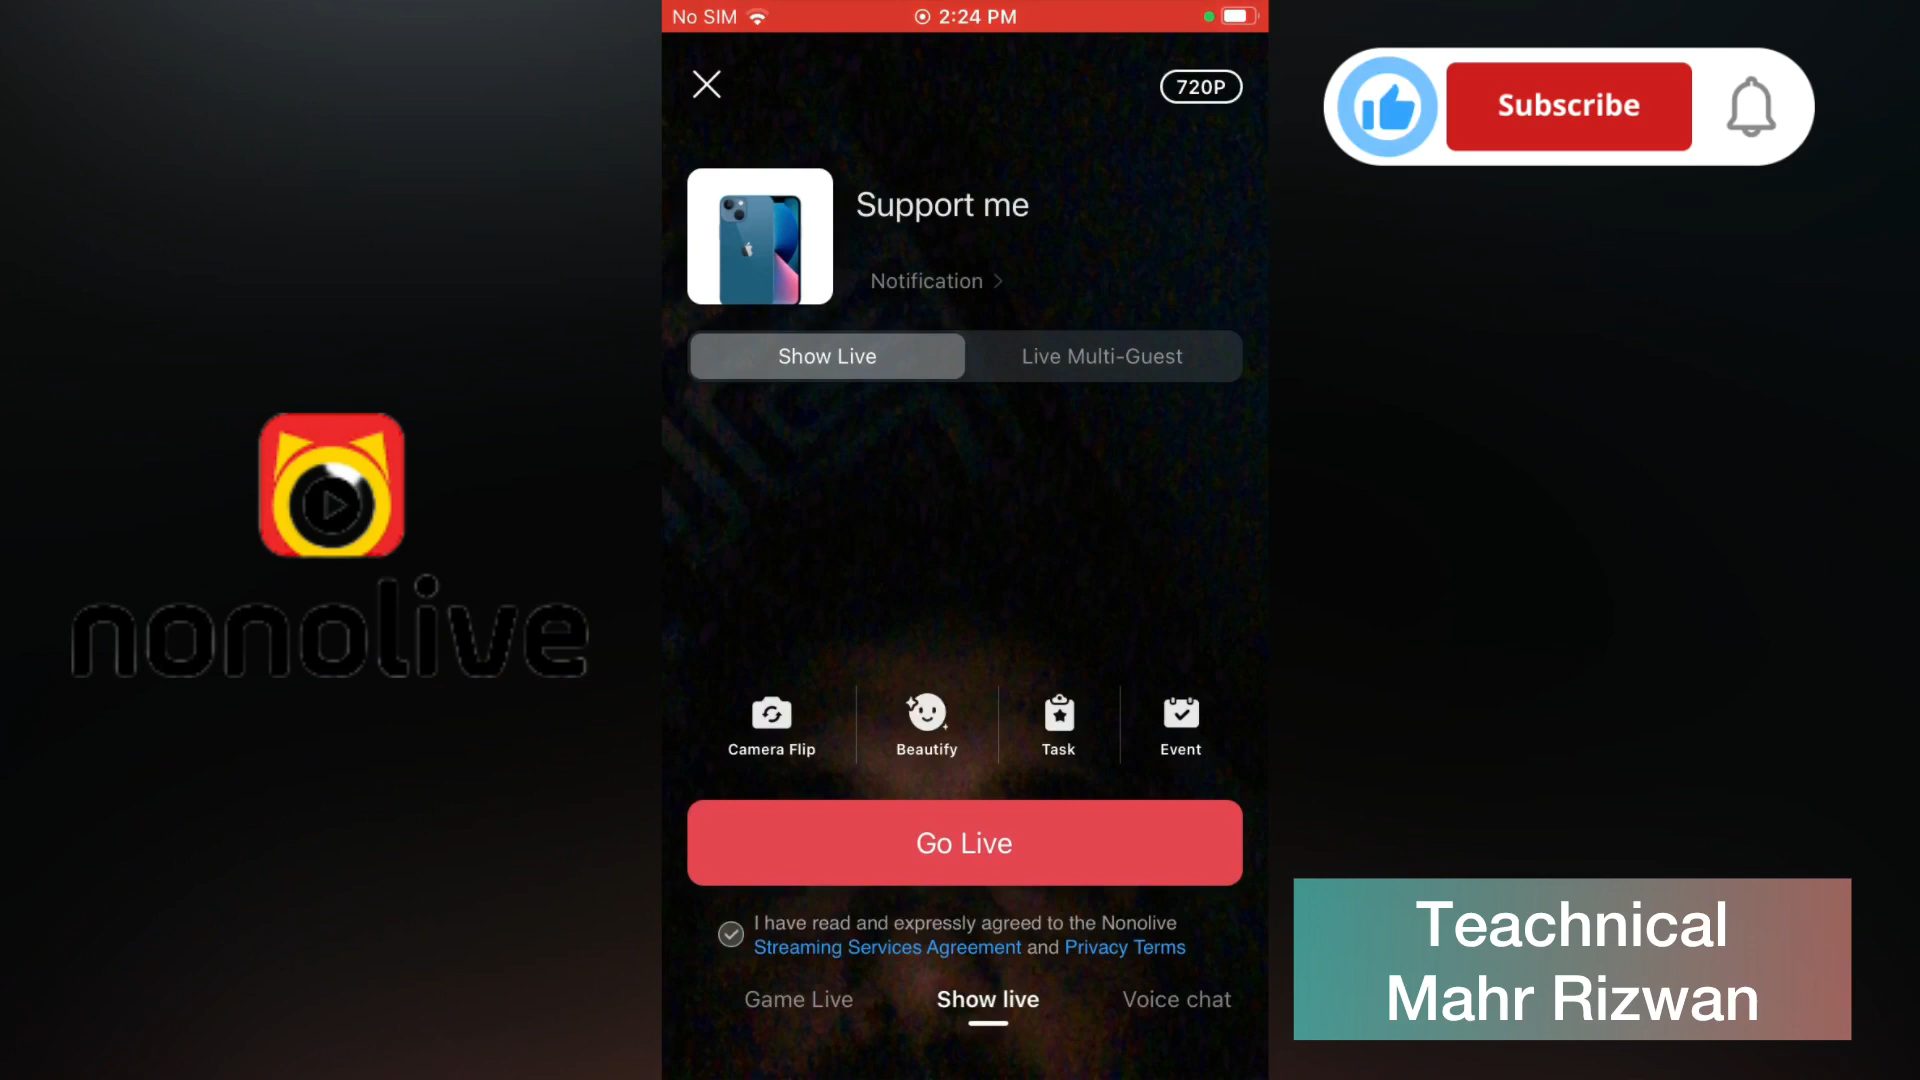 No SIM
2:24 PM
720P
Subscribe
Support me
Notification
Show Live
Live Multi-Guest
nonolive
Camera Flip
Beautify
Task
Event
Go Live
I have read and expressly agreed to the Nonolive
Streaming Services Agreement and Privacy Terms
Game Live
Show live
Voice chat
Teachnical
Mahr Rizwan